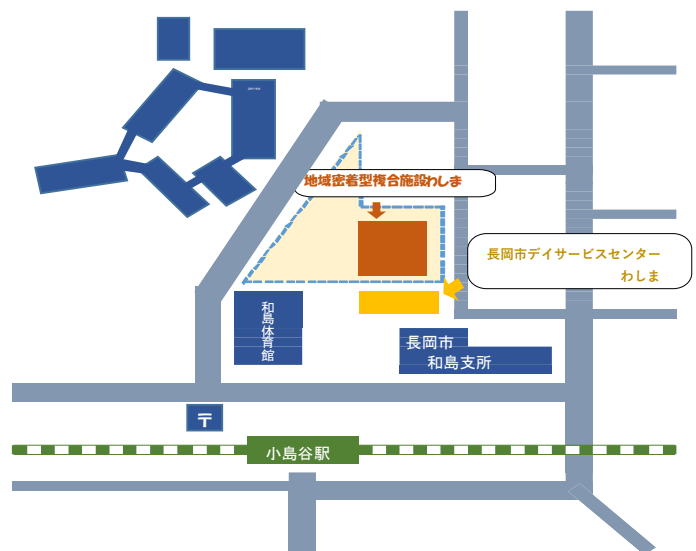 地域密着型複合施設わしま
長岡市デイサービスセンター
わしま
和島体育館
長岡市
和島支所
〒
小島谷駅